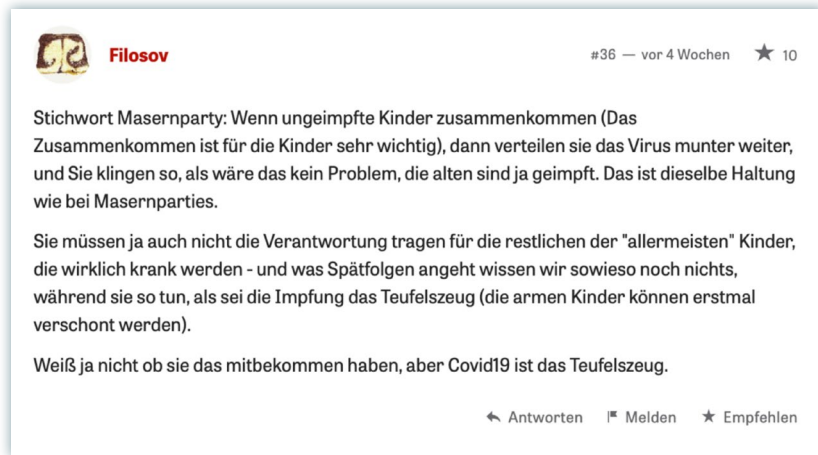 Filosov
#36 — vor 4 Wochen ★ 10
Stichwort Masernparty: Wenn ungeimpfte Kinder zusammenkommen (Das
Zusammenkommen ist für die Kinder sehr wichtig), dann verteilen sie das Virus munter weiter,
und Sie klingen so, als wäre das kein Problem, die alten sind ja geimpft. Das ist dieselbe Haltung
wie bei Masernparties.
Sie müssen ja auch nicht die Verantwortung tragen für die restlichen der "allermeisten" Kinder,
die wirklich krank werden - und was Spätfolgen angeht wissen wir sowieso noch nichts,
während sie so tun, als sei die Impfung das Teufelszeug (die armen Kinder können erstmal
verschont werden).
Weiß ja nicht ob sie das mitbekommen haben, aber Covid19 ist das Teufelszeug.
Antworten Melden ★ Empfehlen